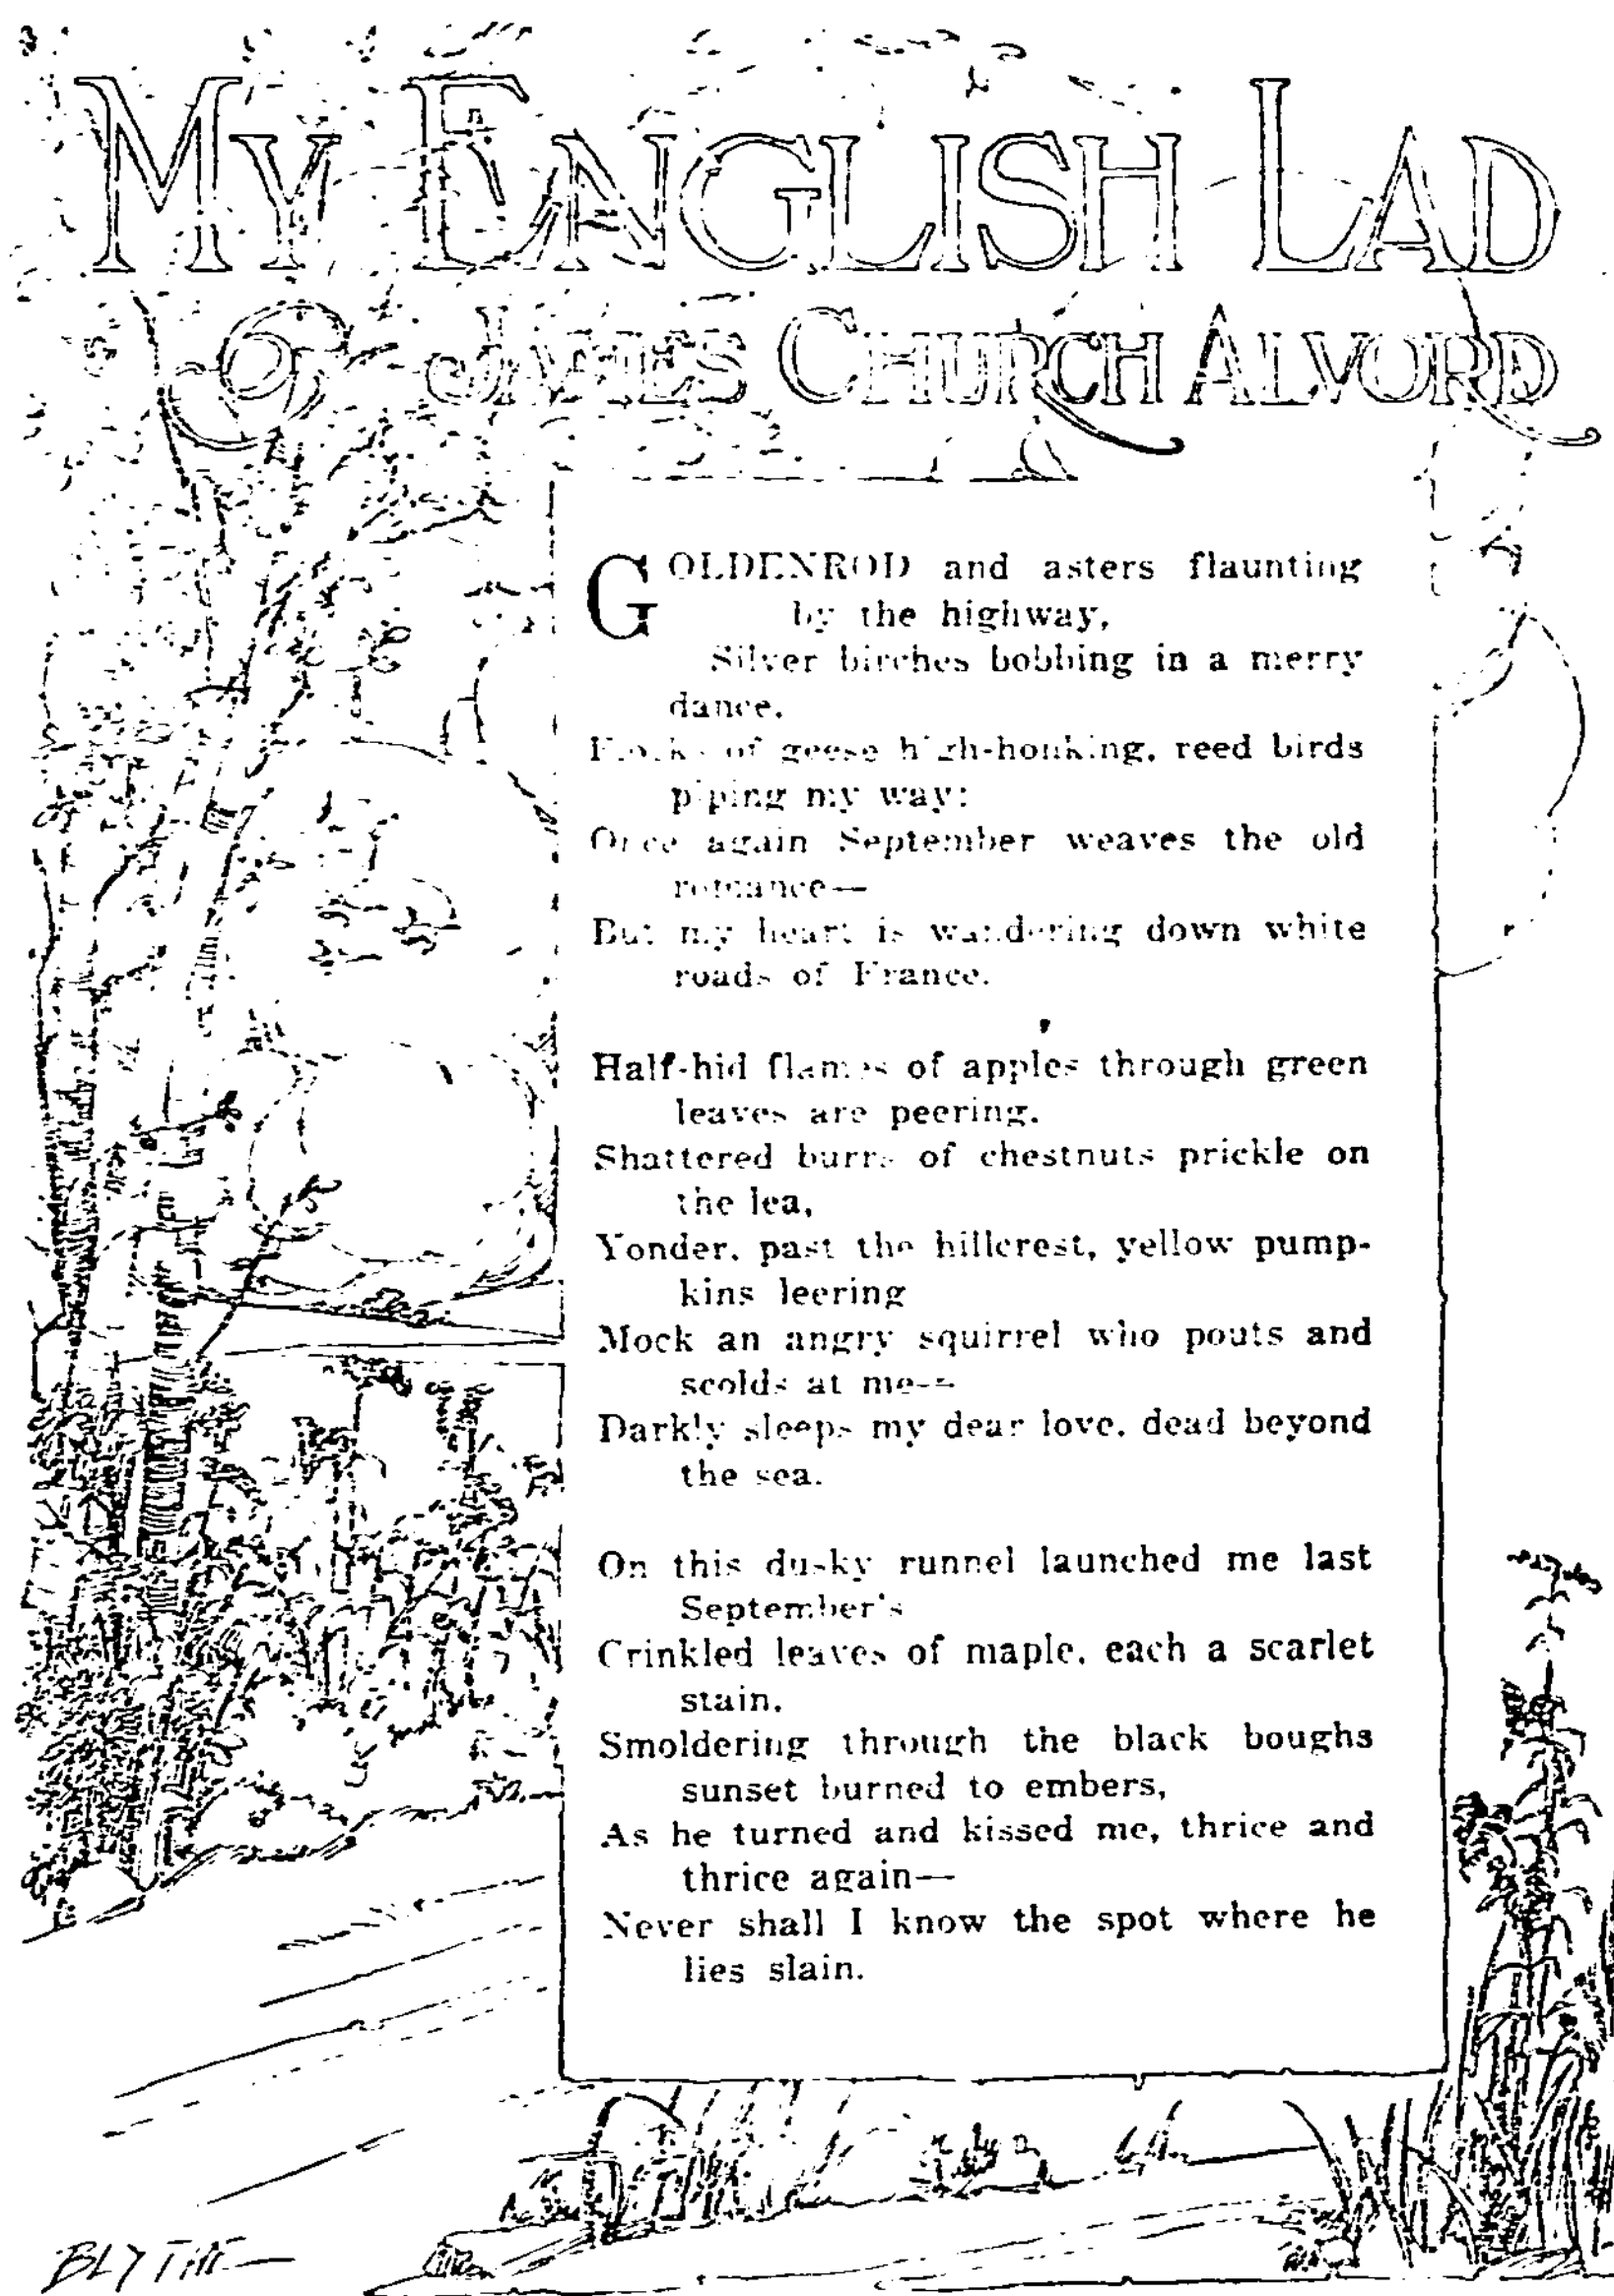 MY ENGLISH LAD
By JAMES CHURCH ALVORD
GOLDENROD and asters flaunting
by the highway,
Silver birches bobbing in a merry
dance,
Flocks of geese high-honking, reed birds
piping my way:
Once again September weaves the old
romance—
But my heart is wandering down white
roads of France.
Half-hid flames of apples through green
leaves are peering,
Shattered burrs of chestnuts prickle on
the lea,
Yonder, past the hillcrest, yellow pump-
kins leering
Mock an angry squirrel who pouts and
scolds at me--
Darkly sleeps my dear love, dead beyond
the sea.
On this dusky runnel launched me last
September's
Crinkled leaves of maple, each a scarlet
stain,
Smoldering through the black boughs
sunset burned to embers,
As he turned and kissed me, thrice and
thrice again—
Never shall I know the spot where he
lies slain.
BLYTHE—